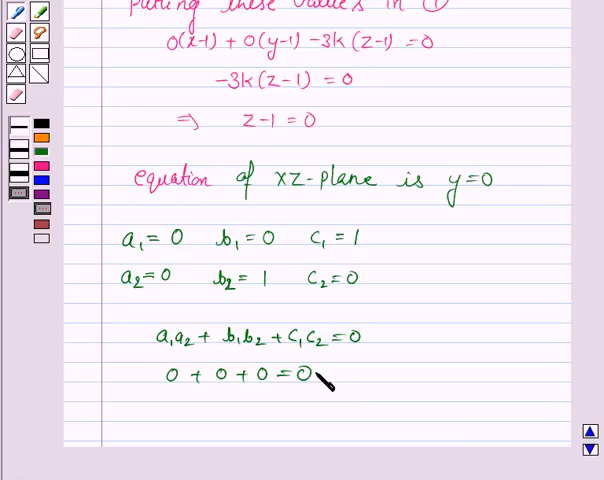 putting these values in ①
0(x-1) + 0(y-1) -3k(z-1) = 0
-3k(z-1) = 0
⇒ z-1 = 0
equation of xz-plane is y=0
a₁= 0 b₁= 0 c₁= 1
a₂=0 b₂= 1 c₂=0
a₁a₂ + b₁b₂ + c₁c₂ = 0
0 + 0 + 0 = 0